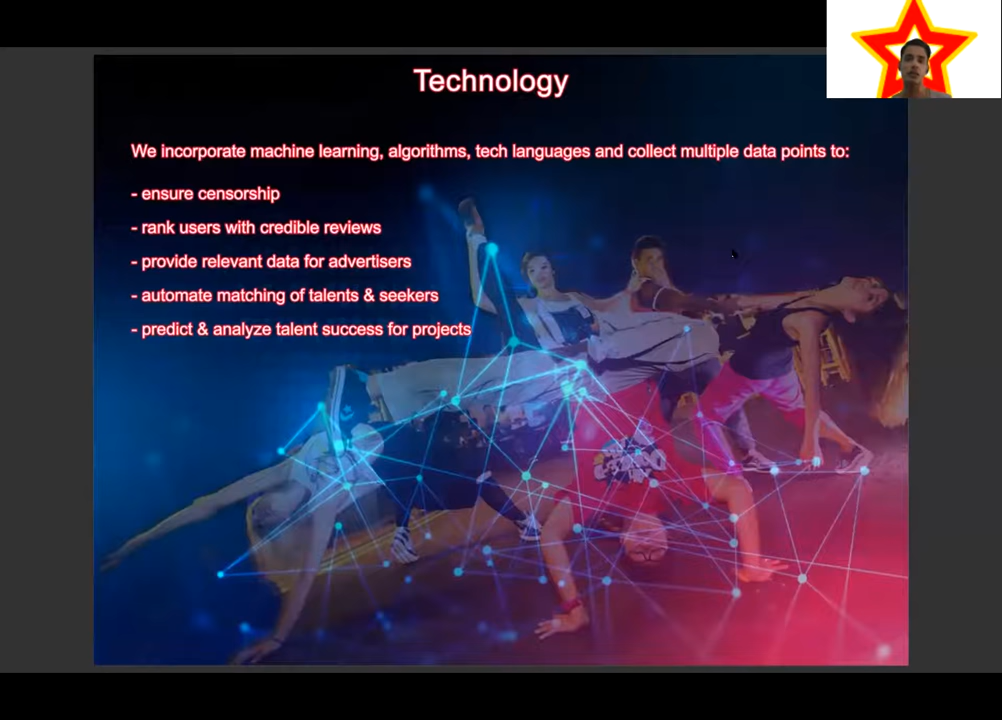 Technology
We incorporate machine learning, algorithms, tech languages and collect multiple data points to:
- ensure censorship
- rank users with credible reviews
- provide relevant data for advertisers
- automate matching of talents & seekers
- predict & analyze talent success for projects